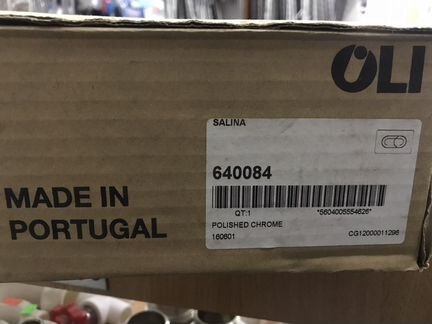 OLI
SALINA
640084
QT:1 *5604005554626*
POLISHED CHROME
160601 CG12000011296
MADE IN
PORTUGAL